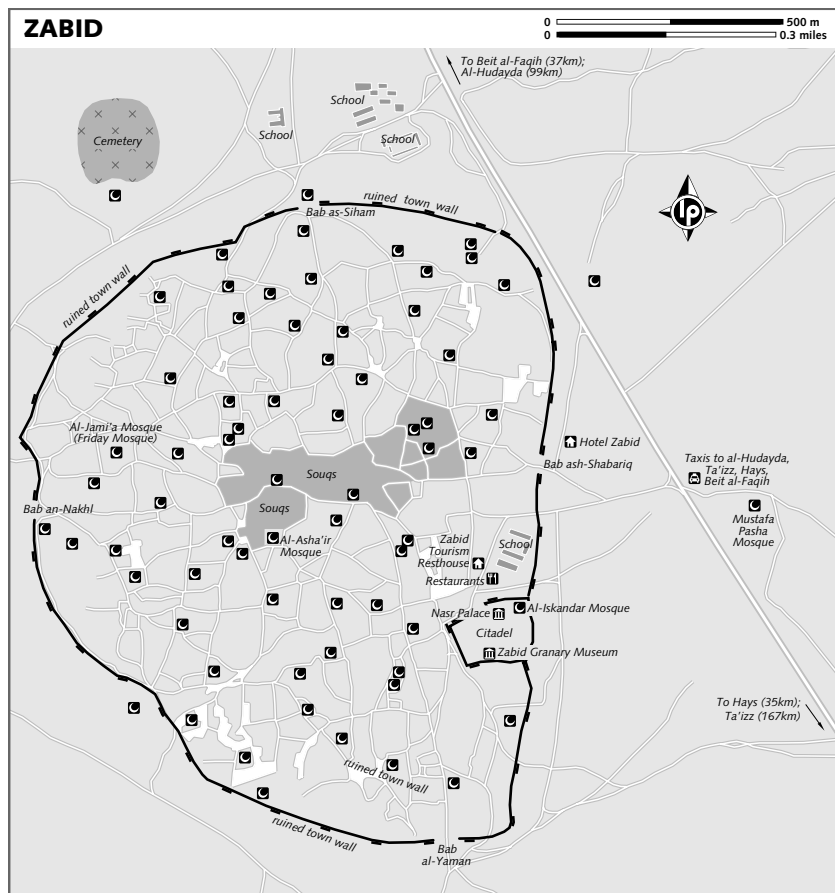 ZABID
0 500 m
0 0.3 miles
To Beit al-Faqih (37km);
Al-Hudayda (99km)
School
School
School
Cemetery
ruined town wall
Bab as-Siham
lp
ruined town wall
Al-Jami'a Mosque
(Friday Mosque)
Hotel Zabid
Bab ash-Shabariq
Taxis to al-Hudayda,
Ta'izz, Hays,
Beit al-Faqih
Souqs
Souqs
Bab an-Nakhl
Mustafa
Pasha
Mosque
Al-Asha'ir
Mosque
Zabid
Tourism
Resthouse
School
Restaurants
Nasr Palace
Al-Iskandar Mosque
Citadel
Zabid Granary Museum
To Hays (35km);
Ta'izz (167km)
ruined town wall
ruined town wall
Bab
al-Yaman